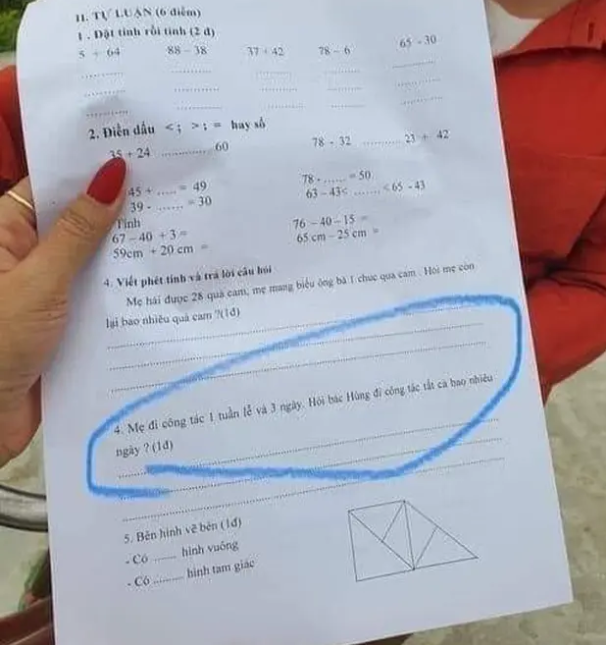 II. TỰ LUẬN (6 điểm)
1 . Đặt tính rồi tính (2 đ)
5 + 64 88 - 38 37 + 42 78 - 6 65 - 30
2. Điền dấu < ; > ; = hay số
35 + 24 .............. 60 78 - 32 ........... 23 + 42
45 + ..... = 49 78 - ...... = 50
39 - ....... = 30 63 - 43 < ....... < 65 - 43
Tính
67 - 40 + 3 = 76 - 40 - 15 =
59cm + 20 cm = 65 cm - 25 cm =
4. Viết phét tính và trả lời câu hỏi
Mẹ hái được 28 quả cam, mẹ mang biếu ông bà 1 chục quả cam . Hỏi mẹ còn
lại bao nhiêu quả cam ?(1đ)
4. Mẹ đi công tác 1 tuần lễ và 3 ngày. Hỏi bác Hùng đi công tác tất cả bao nhiêu
ngày ? (1đ)
5. Bên hình vẽ bên (1đ)
- Có ........ hình vuông
- Có .......... hình tam giác